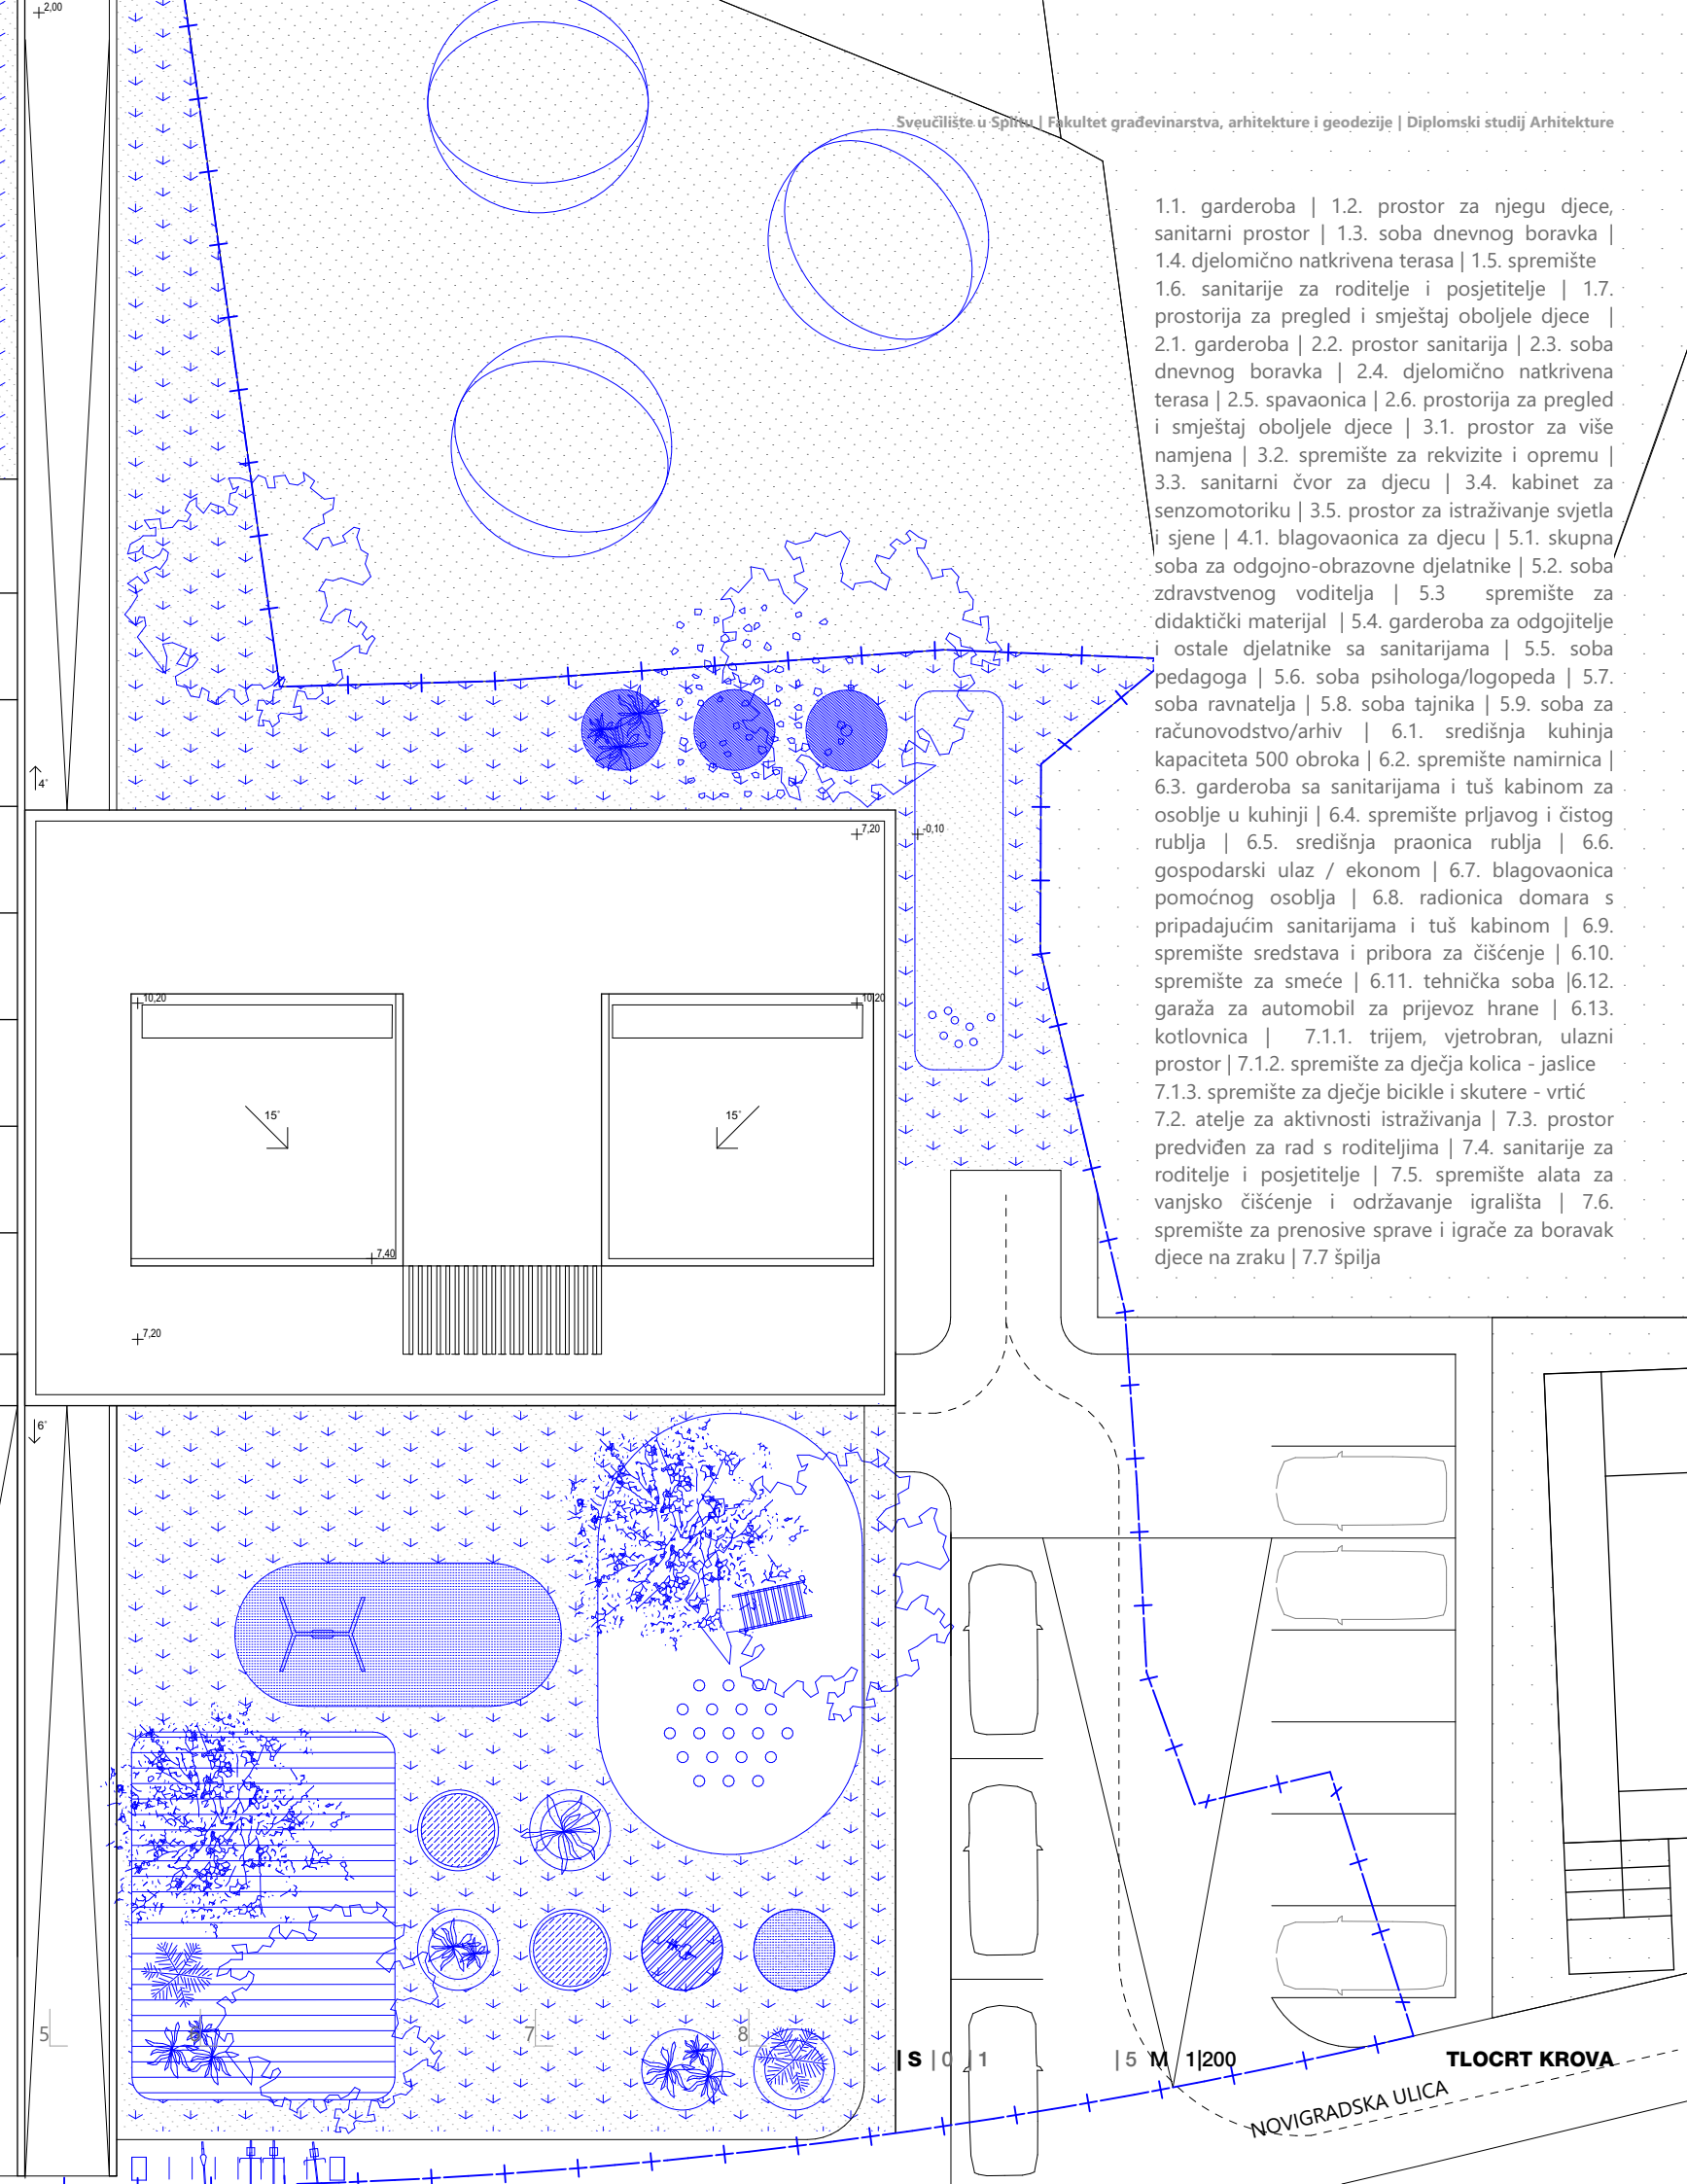 2,00
Sveučilište u Splitu | Fakultet građevinarstva, arhitekture i geodezije | Diplomski studij Arhitekture
1.1. garderoba | 1.2. prostor za njegu djece,
sanitarni prostor | 1.3. soba dnevnog boravka |
1.4. djelomično natkrivena terasa | 1.5. spremište
1.6. sanitarije za roditelje i posjetitelje | 1.7.
prostorija za pregled i smještaj oboljele djece |
2.1. garderoba | 2.2. prostor sanitarija | 2.3. soba
dnevnog boravka | 2.4. djelomično natkrivena
terasa | 2.5. spavaonica | 2.6. prostorija za pregled
i smještaj oboljele djece | 3.1. prostor za više
namjena | 3.2. spremište za rekvizite i opremu |
3.3. sanitarni čvor za djecu | 3.4. kabinet za
senzomotoriku | 3.5. prostor za istraživanje svjetla
i sjene | 4.1. blagovaonica za djecu | 5.1. skupna
soba za odgojno-obrazovne djelatnike | 5.2. soba
zdravstvenog voditelja | 5.3 spremište za
didaktički materijal | 5.4. garderoba za odgojitelje
i ostale djelatnike sa sanitarijama | 5.5. soba
pedagoga | 5.6. soba psihologa/logopeda | 5.7.
soba ravnatelja | 5.8. soba tajnika | 5.9. soba za
računovodstvo/arhiv | 6.1. središnja kuhinja
kapaciteta 500 obroka | 6.2. spremište namirnica |
6.3. garderoba sa sanitarijama i tuš kabinom za
osoblje u kuhinji | 6.4. spremište prljavog i čistog
rublja | 6.5. središnja praonica rublja | 6.6.
gospodarski ulaz / ekonom | 6.7. blagovaonica
pomoćnog osoblja | 6.8. radionica domara s
pripadajućim sanitarijama i tuš kabinom | 6.9.
spremište sredstava i pribora za čišćenje | 6.10.
spremište za smeće | 6.11. tehnička soba |6.12.
garaža za automobil za prijevoz hrane | 6.13.
kotlovnica | 7.1.1. trijem, vjetrobran, ulazni
prostor | 7.1.2. spremište za dječja kolica - jaslice
7.1.3. spremište za dječje bicikle i skutere - vrtić
7.2. atelje za aktivnosti istraživanja | 7.3. prostor
predviđen za rad s roditeljima | 7.4. sanitarije za
roditelje i posjetitelje | 7.5. spremište alata za
vanjsko čišćenje i održavanje igrališta | 7.6.
spremište za prenosive sprave i igrače za boravak
djece na zraku | 7.7 špilja
4°
7,20
-0,10
10,20
10,20
15°
15°
7,40
7,20
6°
5
7
8
| S | 0 | 1 | 5 M 1|200
TLOCRT KROVA
NOVIGRADSKA ULICA